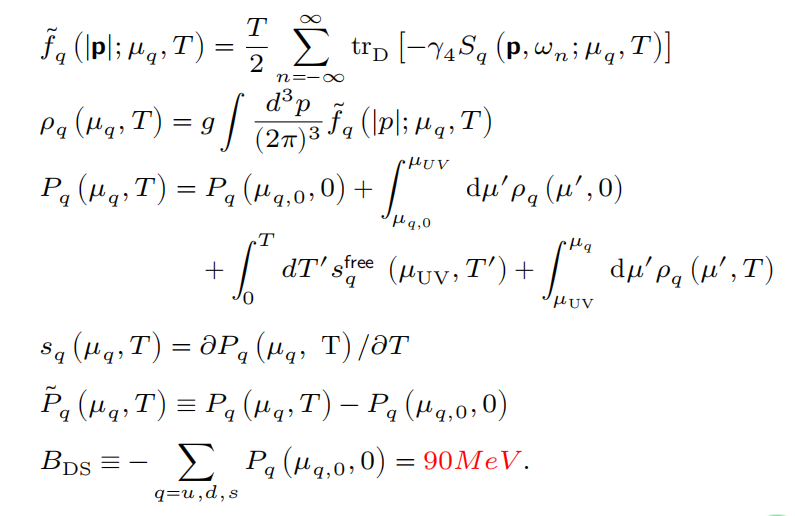 f̃_q (|p|; μ_q, T) = T/2 ∑_{n=−∞}^{∞} tr_D [−γ_4 S_q (p, ω_n; μ_q, T)]
ρ_q (μ_q, T) = g ∫ d³p/(2π)³ f̃_q (|p|; μ_q, T)
P_q (μ_q, T) = P_q (μ_{q,0}, 0) + ∫_{μ_{q,0}}^{μ_{UV}} dμ′ρ_q (μ′, 0)
+ ∫_0^T dT′ s_q^{free} (μ_{UV}, T′) + ∫_{μ_{UV}}^{μ_q} dμ′ρ_q (μ′, T)
s_q (μ_q, T) = ∂P_q (μ_q, T) /∂T
P̃_q (μ_q, T) ≡ P_q (μ_q, T) − P_q (μ_{q,0}, 0)
B_{DS} ≡ − ∑_{q=u,d,s} P_q (μ_{q,0}, 0) = 90MeV.